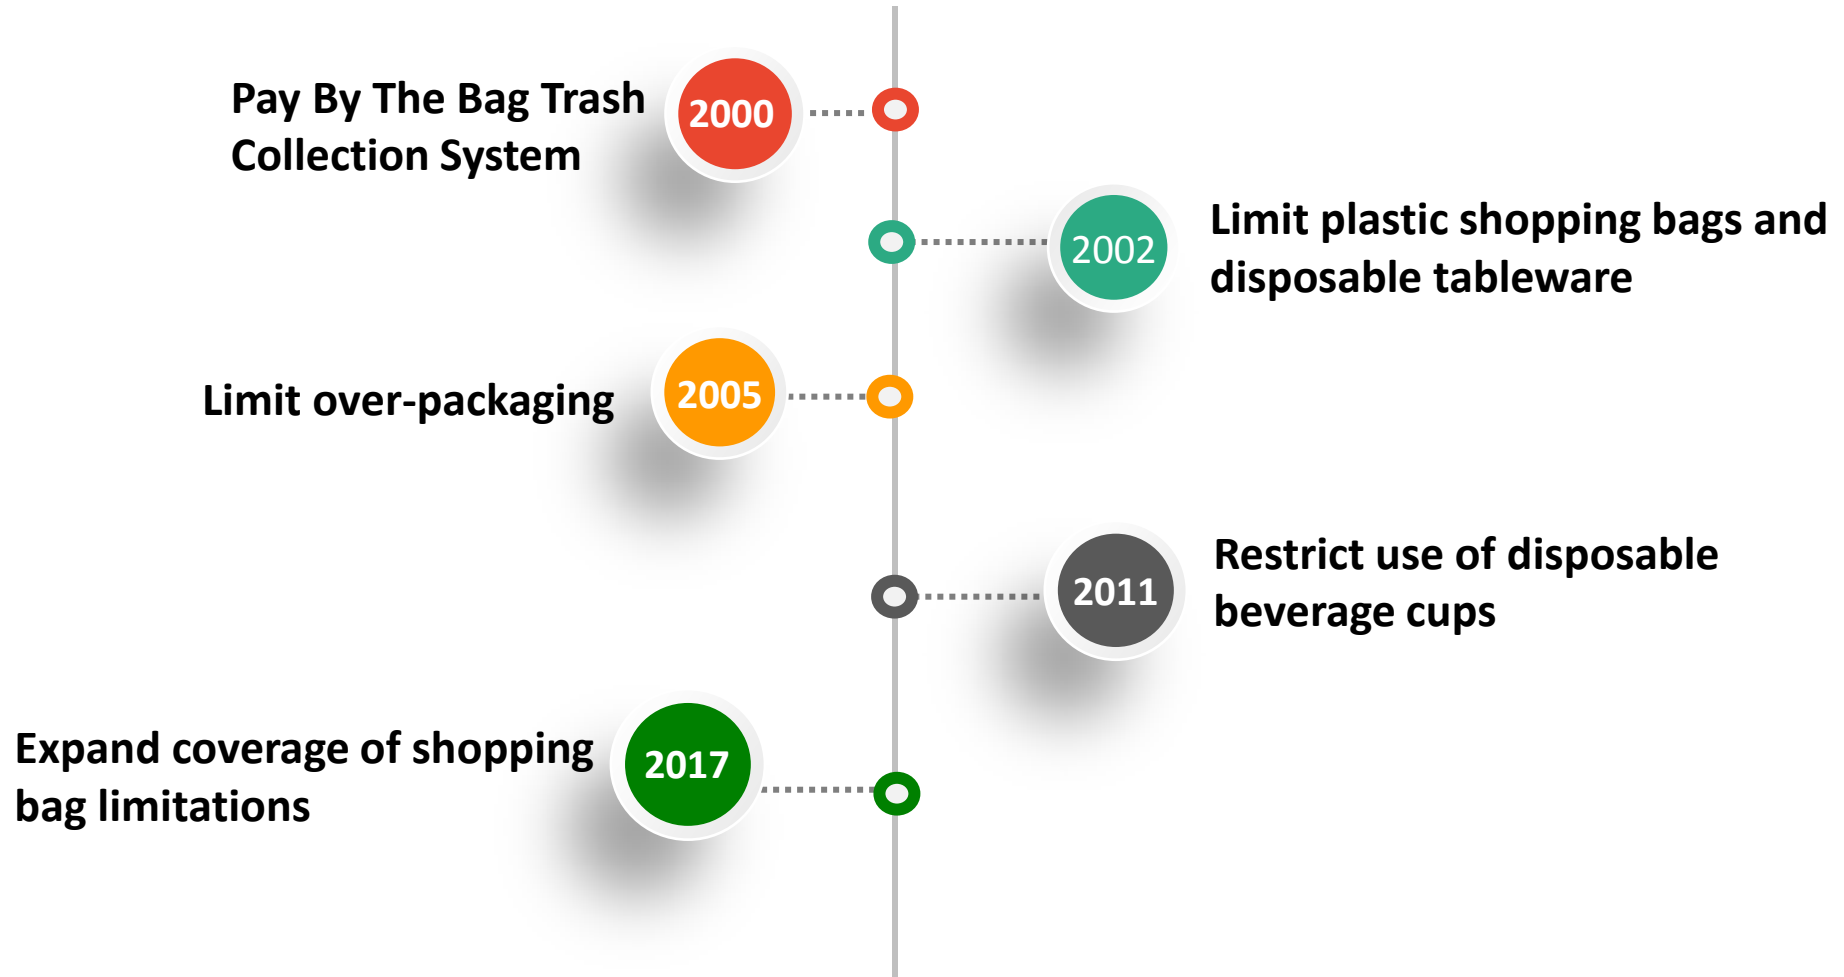 Pay By The Bag Trash
Collection System
2000
2002
Limit plastic shopping bags and
disposable tableware
Limit over-packaging
2005
2011
Restrict use of disposable
beverage cups
Expand coverage of shopping
bag limitations
2017